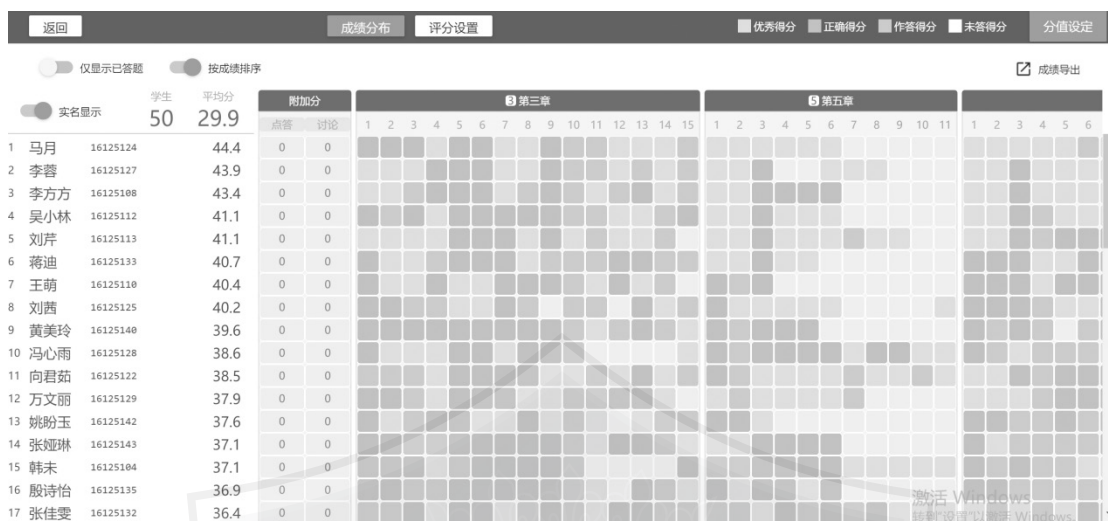 返回 成绩分布 评分设置 优秀得分 正确得分 作答得分 未答得分 分值设定
仅显示已答题 按成绩排序 成绩导出
实名显示 学生 50 平均分 29.9 附加分 3 第三章 5 第五章
点答 讨论 1 2 3 4 5 6 7 8 9 10 11 12 13 14 15 1 2 3 4 5 6 7 8 9 10 11 1 2 3 4 5 6
1 马月 16125124 44.4 0 0
2 李蓉 16125127 43.9 0 0
3 李方方 16125108 43.4 0 0
4 吴小林 16125112 41.1 0 0
5 刘芹 16125113 41.1 0 0
6 蒋迪 16125133 40.7 0 0
7 王萌 16125110 40.4 0 0
8 刘茜 16125125 40.2 0 0
9 黄美玲 16125140 39.6 0 0
10 冯心雨 16125128 38.6 0 0
11 向君茹 16125122 38.5 0 0
12 万文丽 16125129 37.9 0 0
13 姚盼玉 16125142 37.6 0 0
14 张娅琳 16125143 37.1 0 0
15 韩未 16125104 37.1 0 0
16 殷诗怡 16125135 36.9 0 0
激活 Windows
17 张佳雯 16125132 36.4 0 0
转到"设置"以激活 Windows